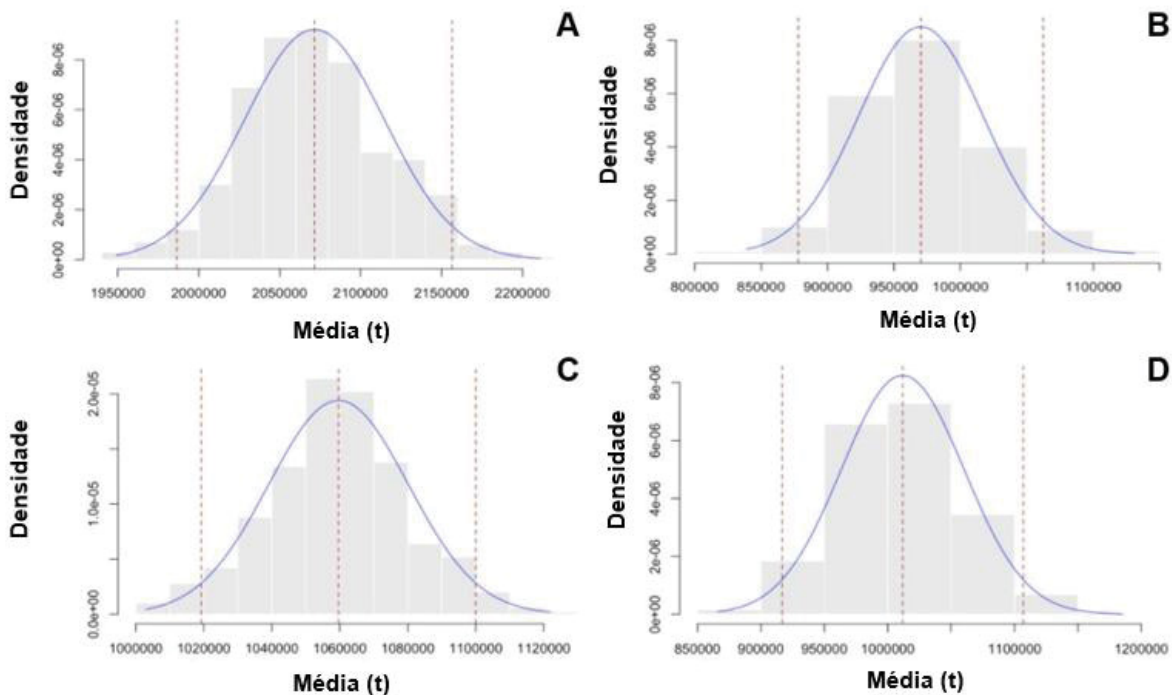 A
Densidade
0e+00 2e-06 4e-06 6e-06 8e-06
1950000 2000000 2050000 2100000 2150000 2200000
Média (t)
B
Densidade
0e+00 2e-06 4e-06 6e-06 8e-06
800000 850000 900000 950000 1000000 1100000
Média (t)
C
Densidade
0.0e+00 1.0e-05 2.0e-05
1000000 1020000 1040000 1060000 1080000 1100000 1120000
Média (t)
D
Densidade
0e+00 2e-06 4e-06 6e-06 8e-06
850000 900000 950000 1000000 1100000 1200000
Média (t)